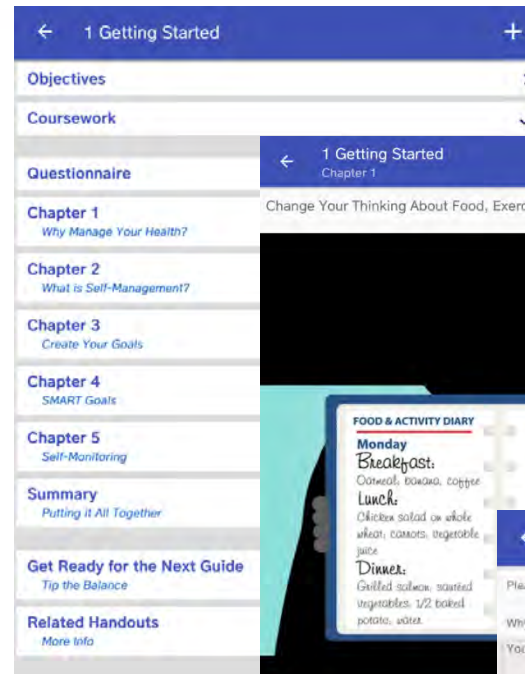 1 Getting Started
Objectives
Coursework
Questionnaire
Chapter 1
Why Manage Your Health?
Chapter 2
What is Self-Management?
Chapter 3
Create Your Goals
Chapter 4
SMART Goals
Chapter 5
Self-Monitoring
Summary
Putting it All Together
Get Ready for the Next Guide
Tip the Balance
Related Handouts
More Info
1 Getting Started
Chapter 1
Change Your Thinking About Food, Exerc
FOOD & ACTIVITY DIARY
Monday
Breakfast:
Oatmeal, banana, coffee
Lunch:
Chicken salad on whole
wheat, carrots, vegetable
juice
Dinner:
Grilled salmon, sautéed
vegetables, 1/2 baked
potato, water
Plea
Why
You